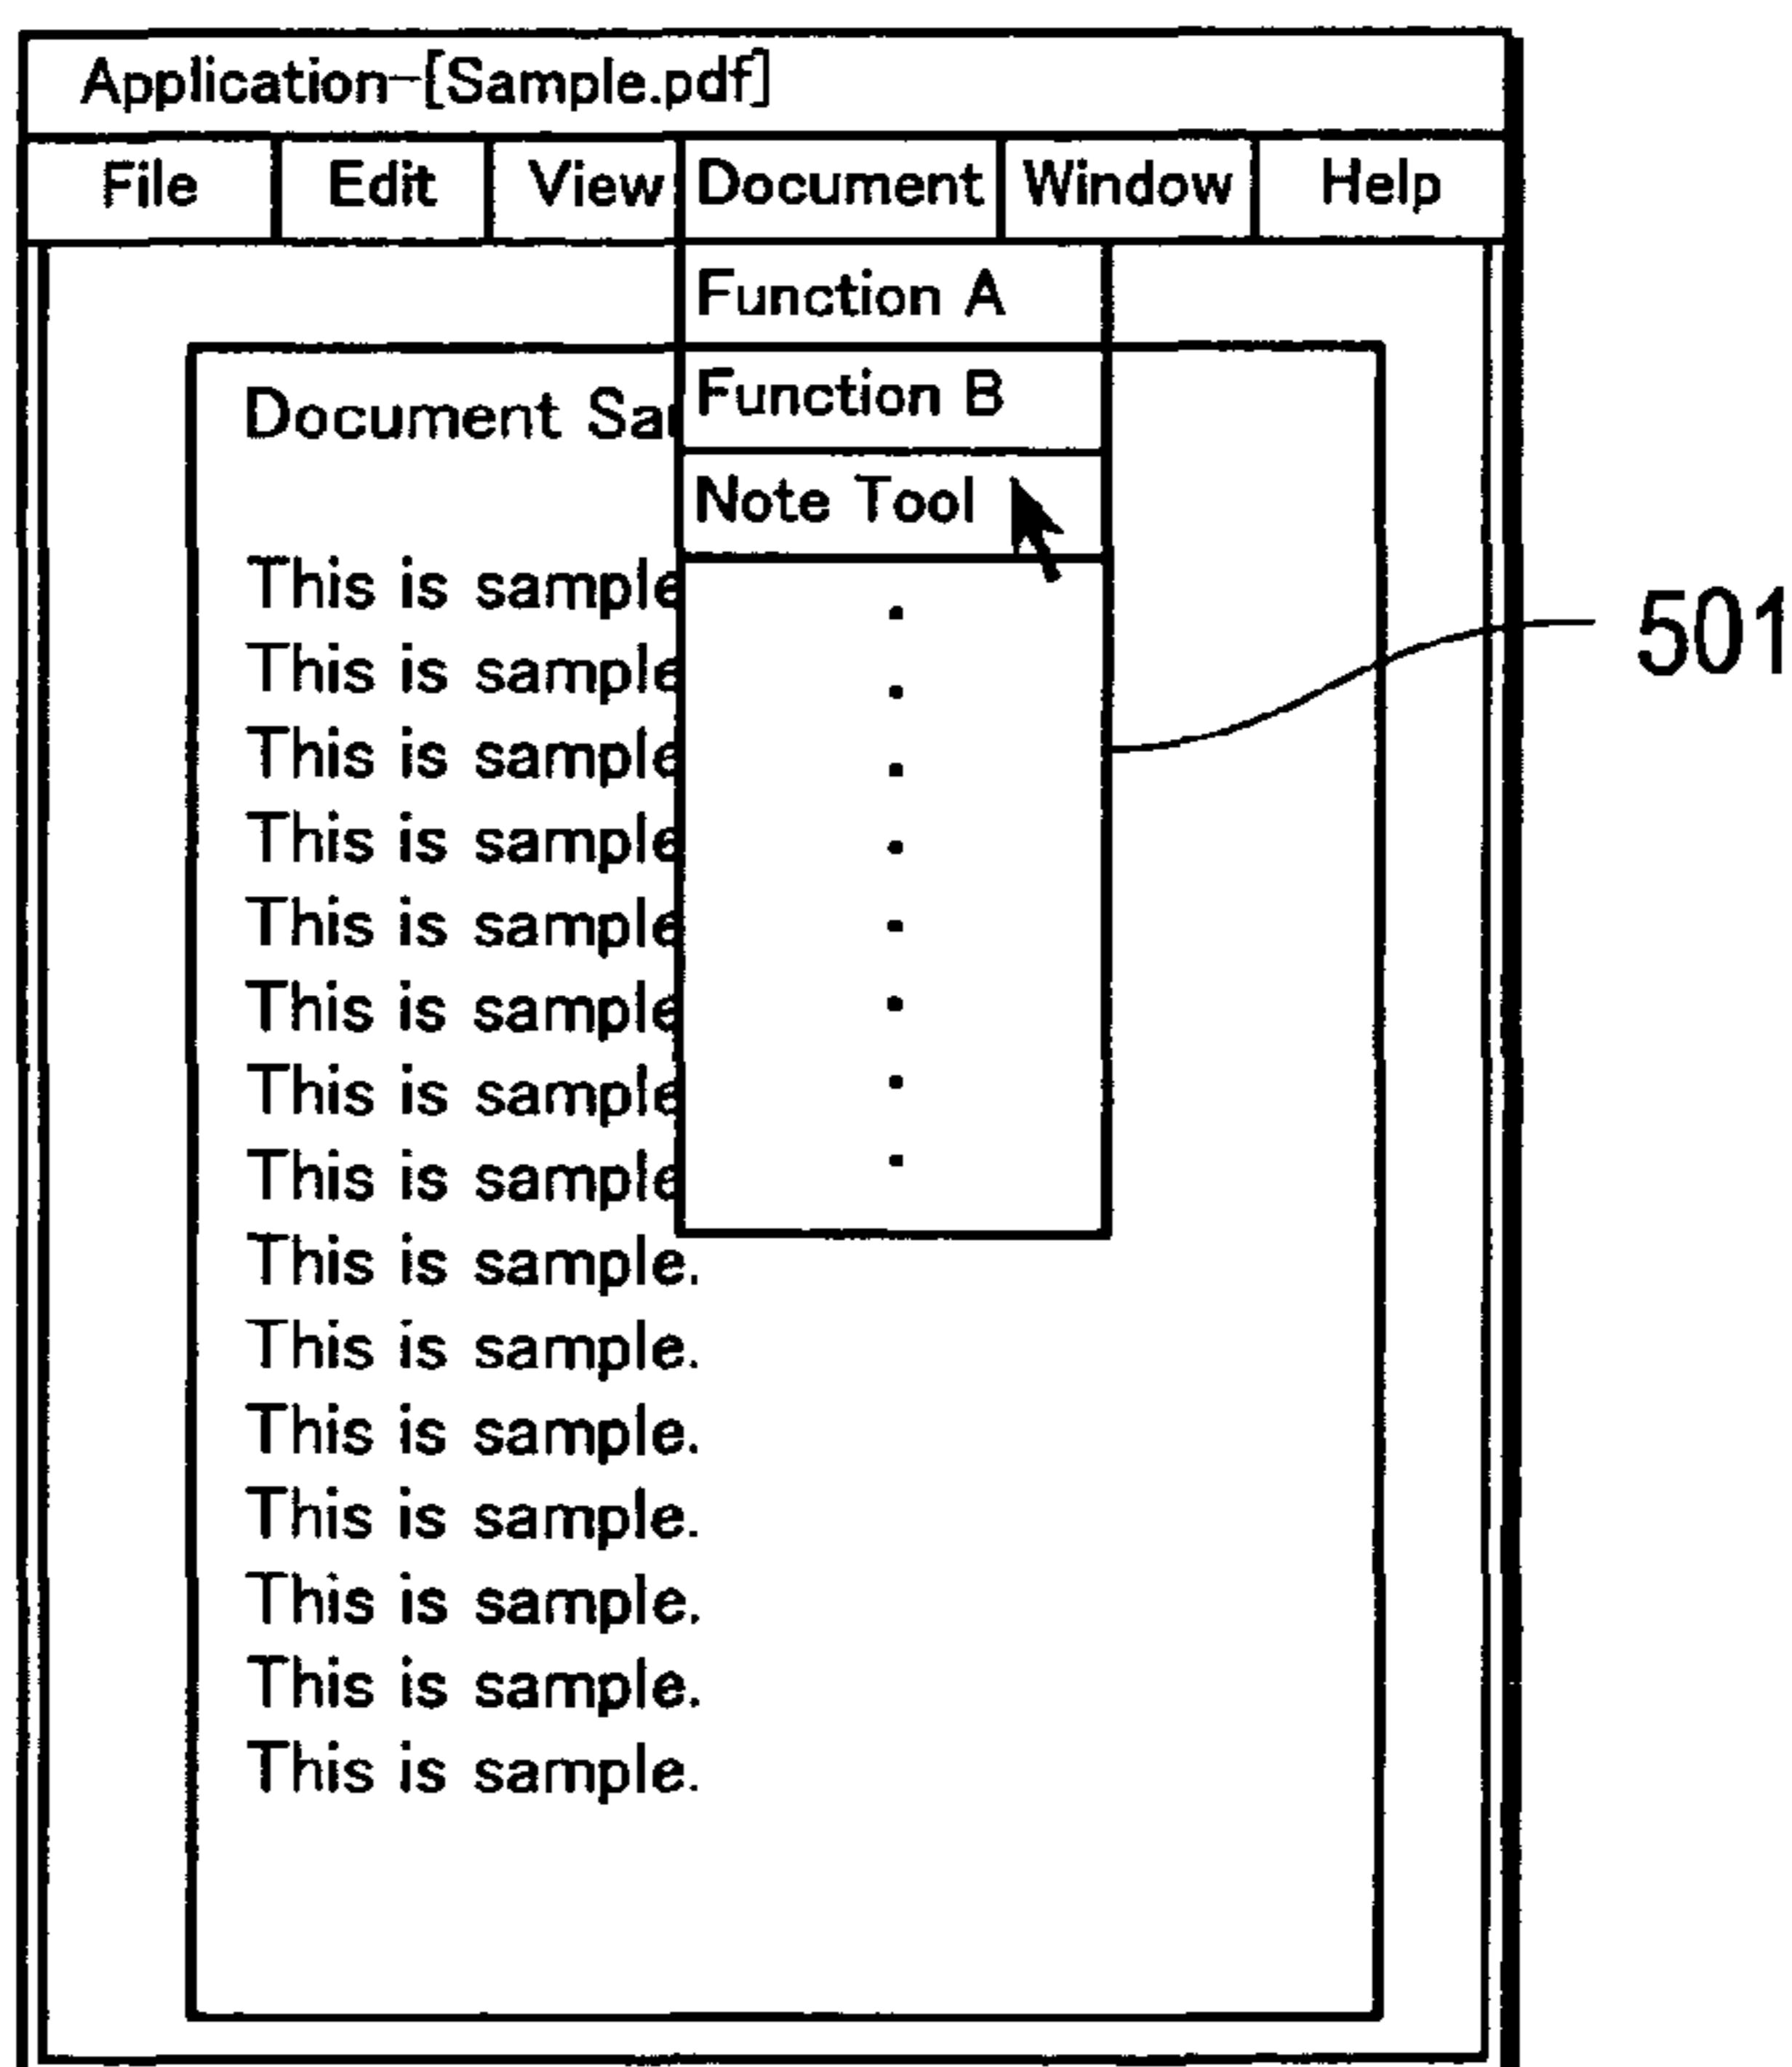 Application-[Sample.pdf]
File Edit View Document Window Help
Function A
Function B
Note Tool
Document Sa
This is sample
This is sample
This is sample
This is sample
This is sample
This is sample
This is sample
This is sample
This is sample.
This is sample.
This is sample.
This is sample.
This is sample.
This is sample.
This is sample.
501